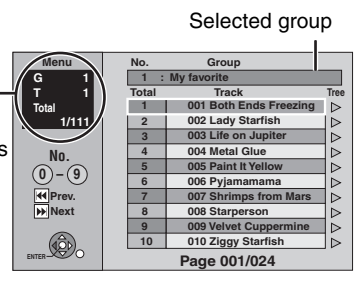 Selected group
Menu
G 1
T 1
Total
1/111
s
No.
0 – 9
Prev.
Next
ENTER
No. Group
1 : My favorite
Total Track Tree
1 001 Both Ends Freezing
2 002 Lady Starfish
3 003 Life on Jupiter
4 004 Metal Glue
5 005 Paint It Yellow
6 006 Pyjamamama
7 007 Shrimps from Mars
8 008 Starperson
9 009 Velvet Cuppermine
10 010 Ziggy Starfish
Page 001/024